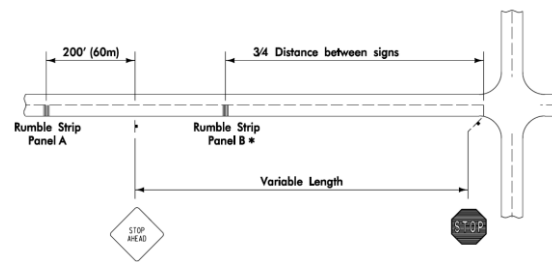 200' (60m)
3/4 Distance between signs
Rumble Strip
Panel A
Rumble Strip
Panel B *
Variable Length
STOP
AHEAD
STOP